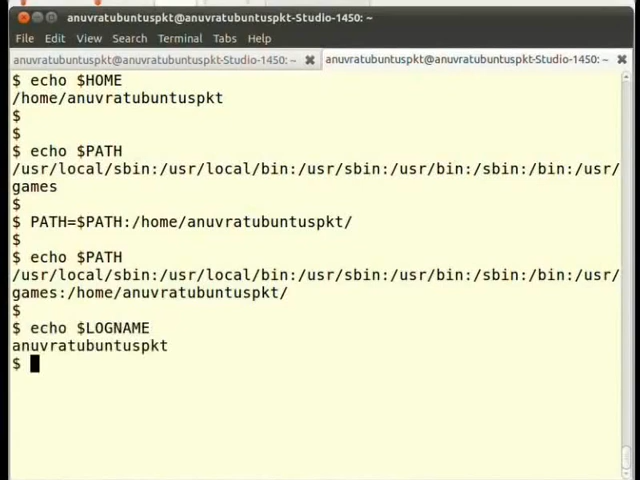 anuvratubuntuspkt@anuvratubuntuspkt-Studio-1450: ~
File Edit View Search Terminal Tabs Help
anuvratubuntuspkt@anuvratubuntuspkt-Studio-1450: ~ anuvratubuntuspkt@anuvratubuntuspkt-Studio-1450: ~
$ echo $HOME
/home/anuvratubuntuspkt
$
$
$ echo $PATH
/usr/local/sbin:/usr/local/bin:/usr/sbin:/usr/bin:/sbin:/bin:/usr/
games
$
$ PATH=$PATH:/home/anuvratubuntuspkt/
$
$ echo $PATH
/usr/local/sbin:/usr/local/bin:/usr/sbin:/usr/bin:/sbin:/bin:/usr/
games:/home/anuvratubuntuspkt/
$
$ echo $LOGNAME
anuvratubuntuspkt
$